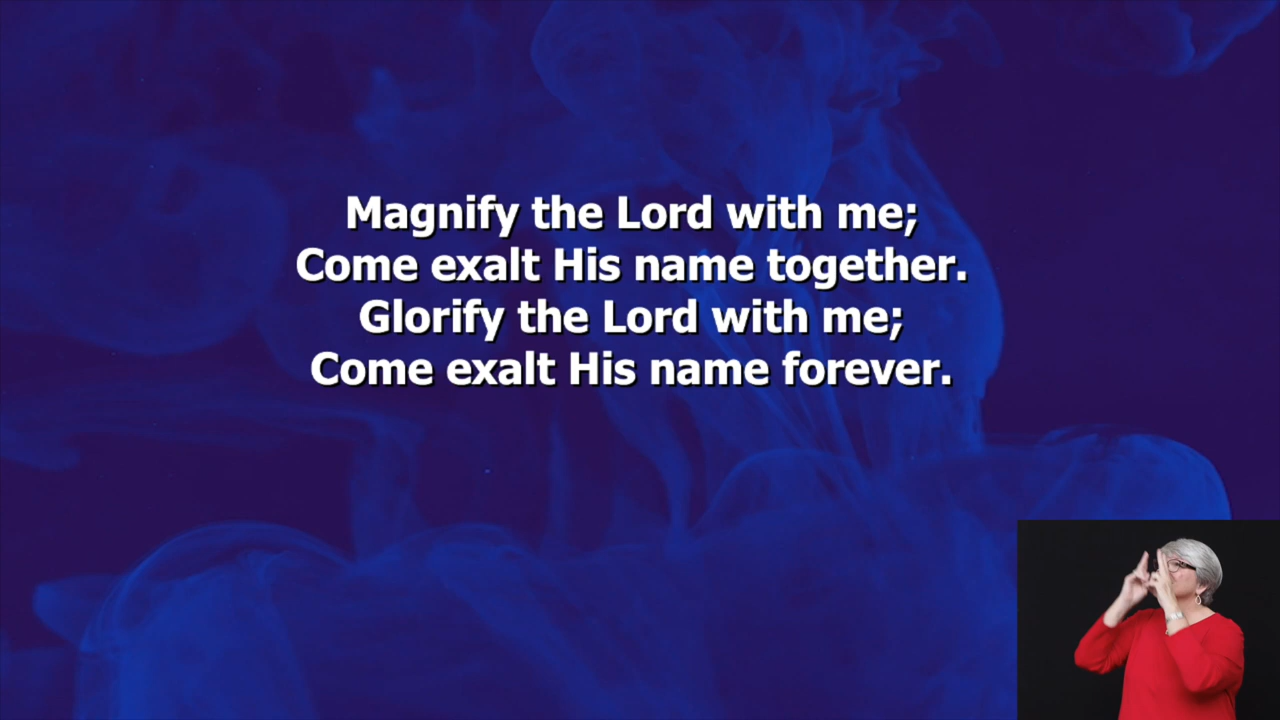 Magnify the Lord with me;
Come exalt His name together.
Glorify the Lord with me;
Come exalt His name forever.